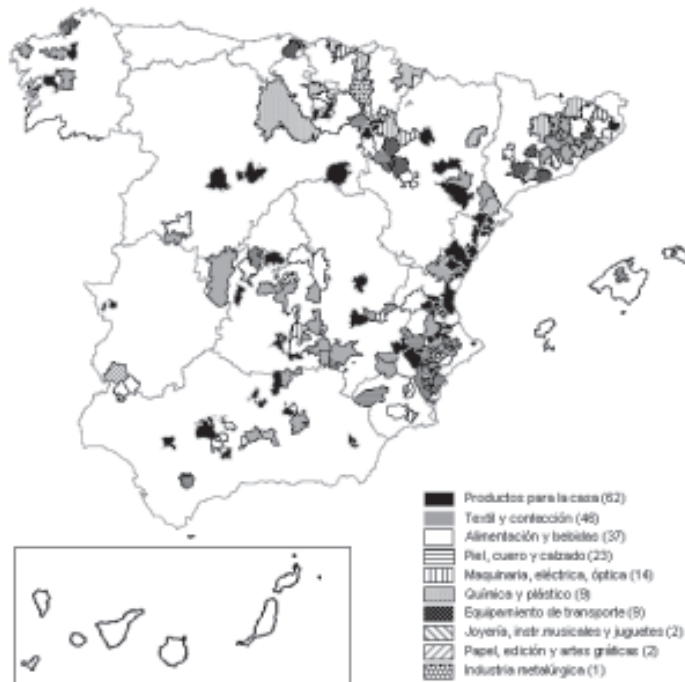 Productos para la casa (62)
Textil y confección (46)
Alimentación y bebidas (37)
Piel, cuero y calzado (23)
Maquinaria, eléctrica, óptica (14)
Química y plástico (9)
Equipamiento de transporte (9)
Joyería, instr.musicales y juguetes (2)
Papel, edición y artes gráficas (2)
Industria metalúrgica (1)